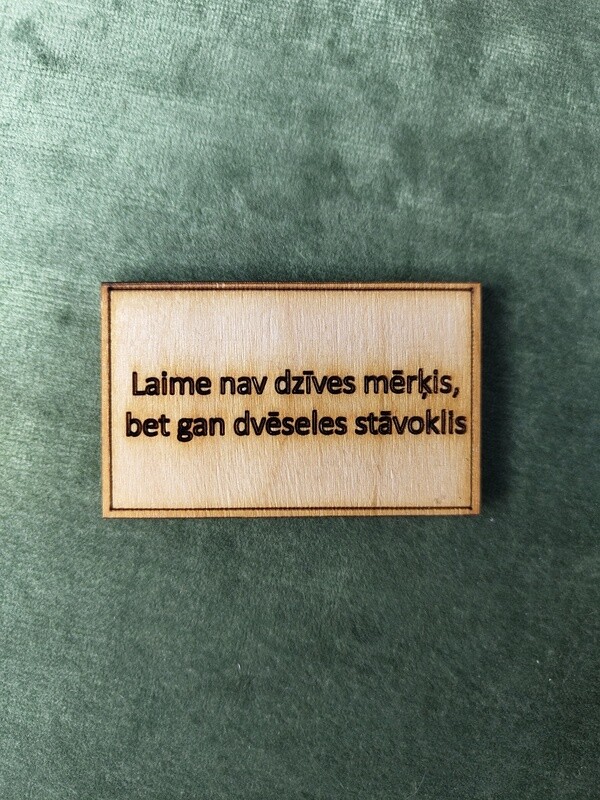 Laime nav dzīves mērķis,
bet gan dvēseles stāvoklis